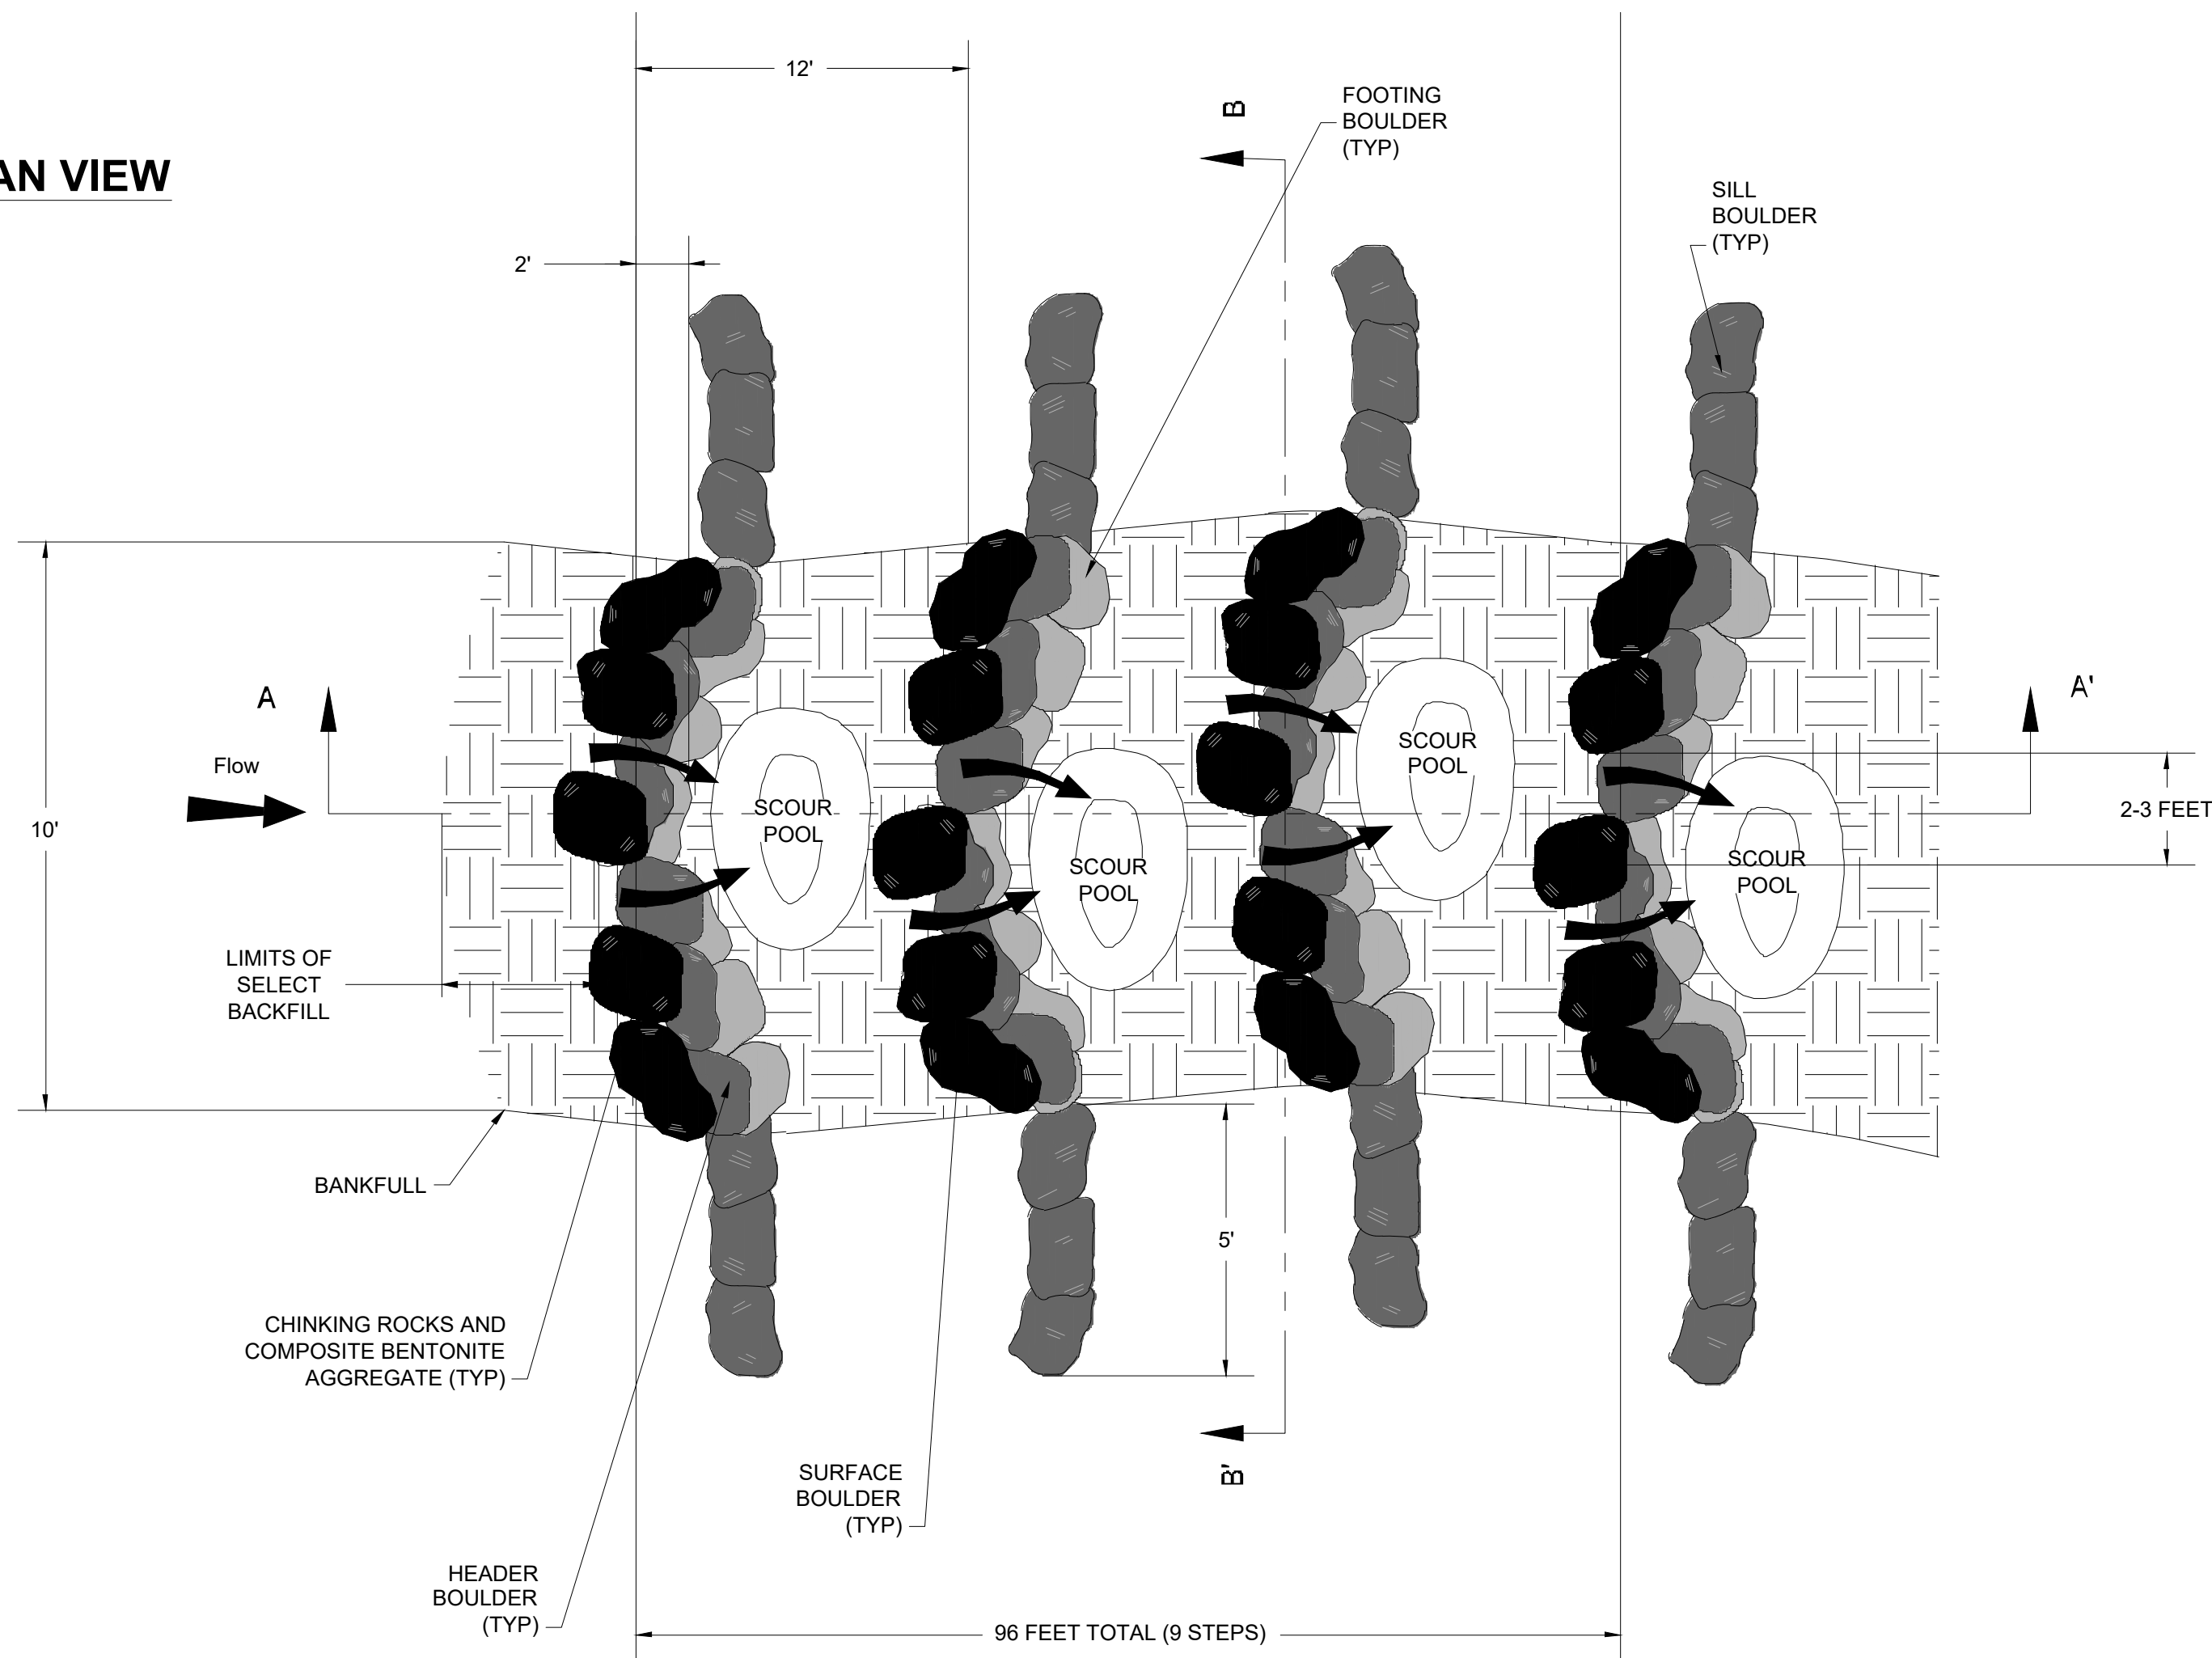 12'
FOOTING
BOULDER
(TYP)
B
AN VIEW
SILL
BOULDER
(TYP)
2'
A
A'
Flow
SCOUR
POOL
SCOUR
POOL
SCOUR
POOL
SCOUR
POOL
2-3 FEET
10'
LIMITS OF
SELECT
BACKFILL
BANKFULL
5'
CHINKING ROCKS AND
COMPOSITE BENTONITE
AGGREGATE (TYP)
SURFACE
BOULDER
(TYP)
B'
HEADER
BOULDER
(TYP)
96 FEET TOTAL (9 STEPS)